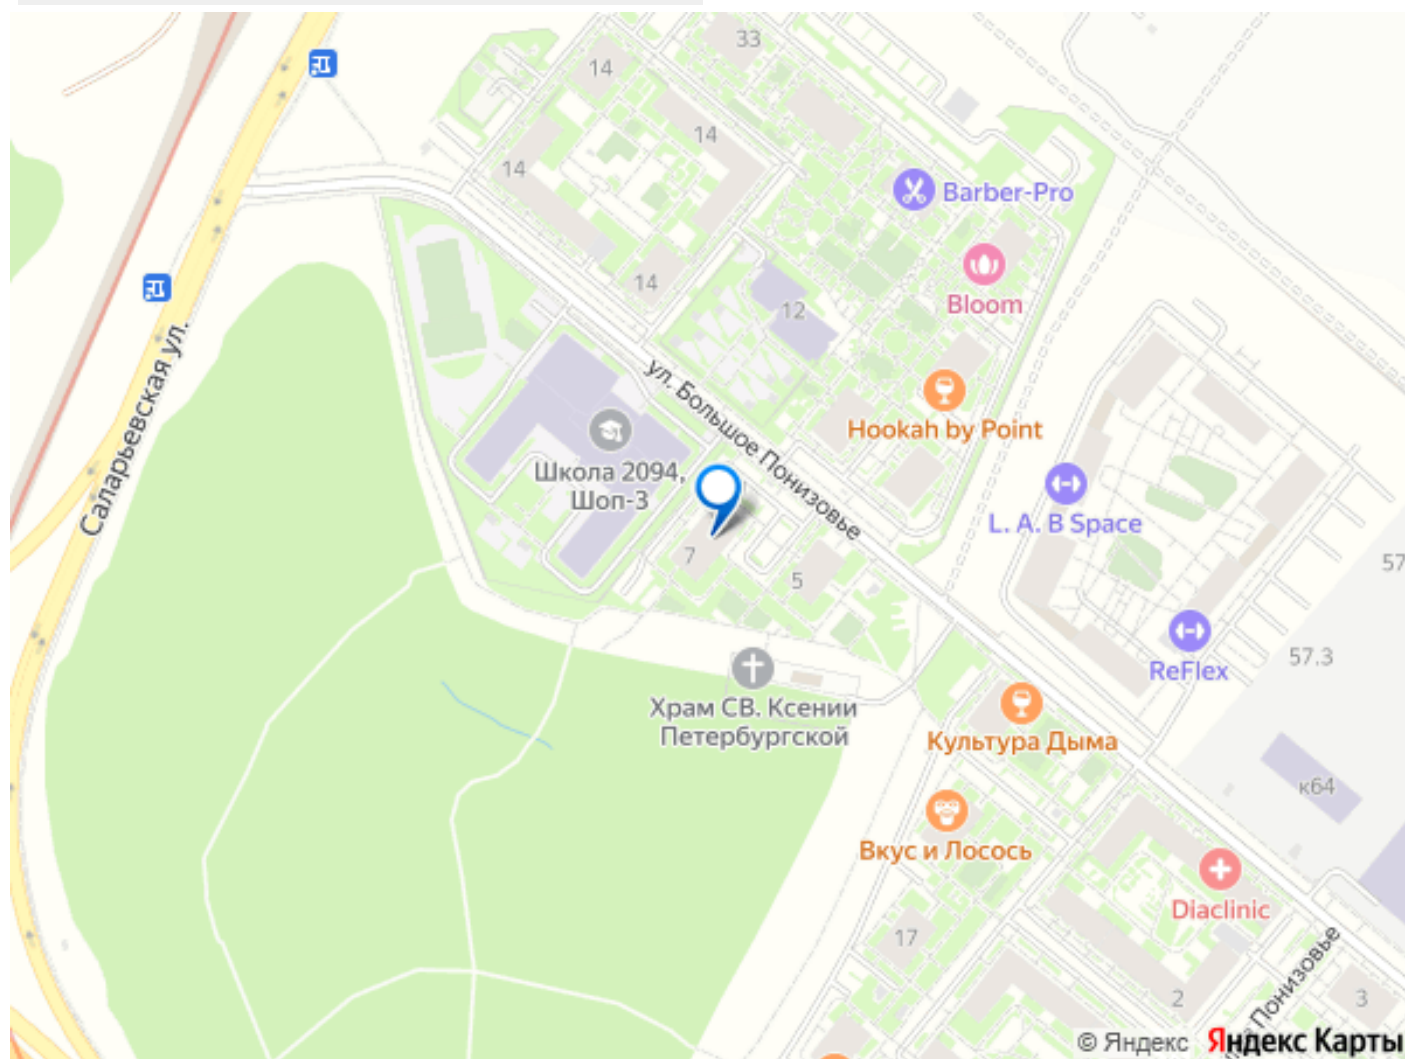 33
14
14
14
Barber-Pro
14
Bloom
12
Саларьевская ул.
ул. Большое Понизовье
Hookah by Point
Школа 2094,
Шоп-3
L. A. B Space
7
5
57
57.3
ReFlex
Храм СВ. Ксении
Петербургской
Культура Дыма
к64
Вкус и Лосось
Diaclinic
17
2
3
Понизовье
© Яндекс Яндекс Карты